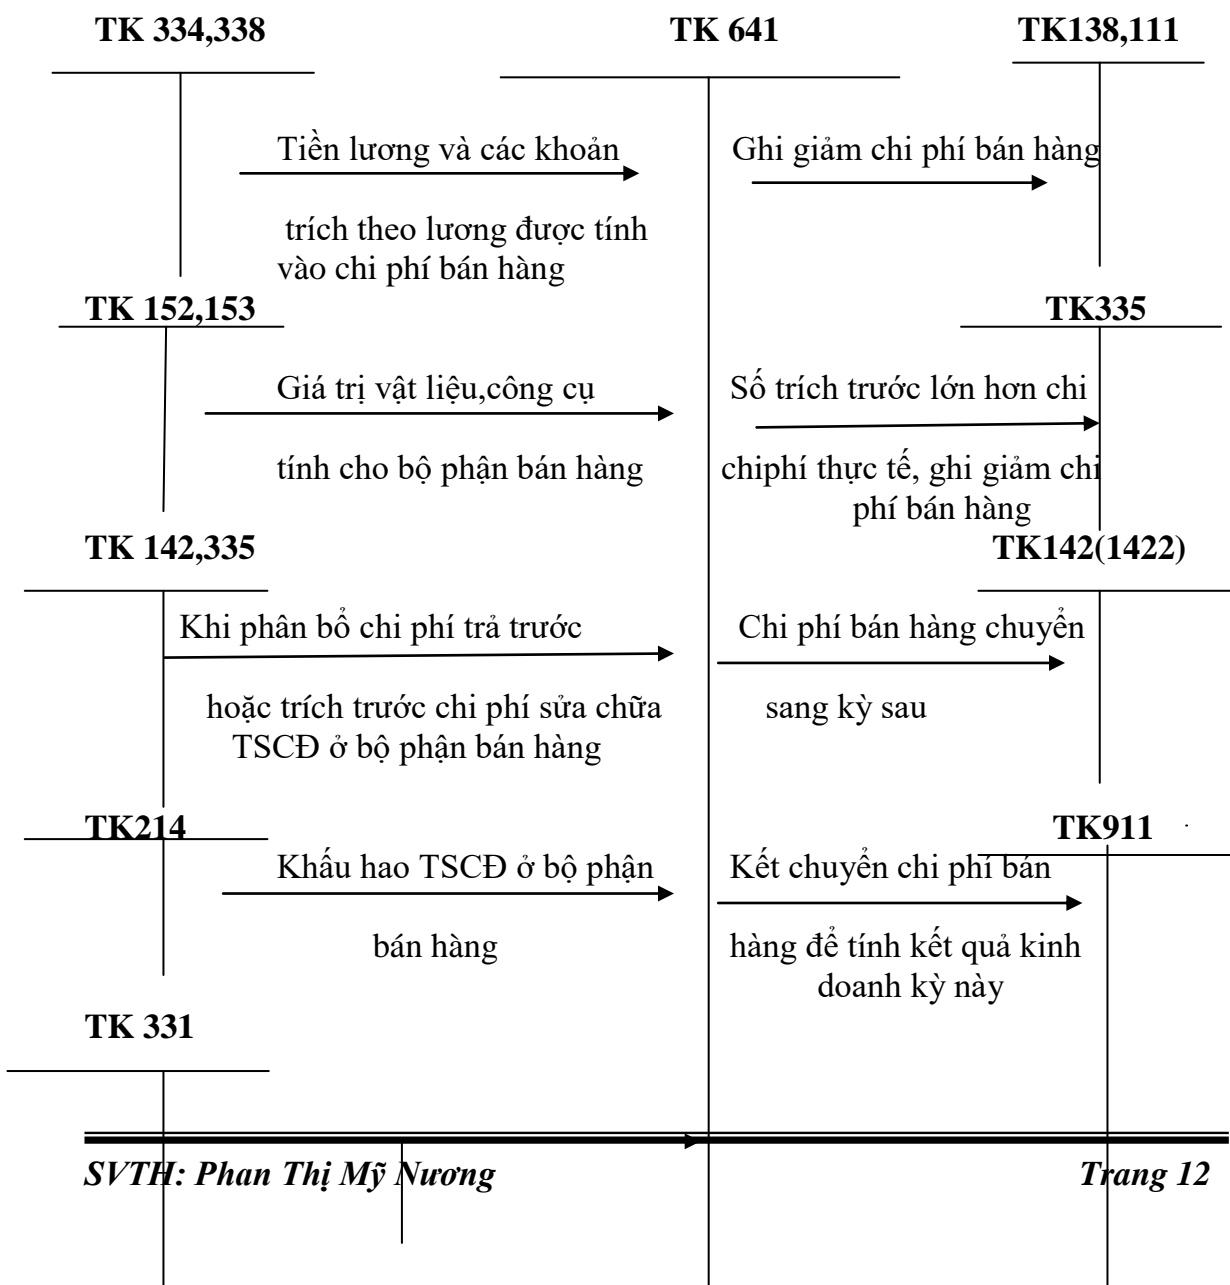 TK 334,338
TK 641
TK138,111
Tiền lương và các khoản
Ghi giảm chi phí bán hàng
trích theo lương được tính
vào chi phí bán hàng
TK 152,153
TK335
Giá trị vật liệu,công cụ
Số trích trước lớn hơn chi
tính cho bộ phận bán hàng
chiphí thực tế, ghi giảm chi
phí bán hàng
TK 142,335
TK142(1422)
Khi phân bổ chi phí trả trước
Chi phí bán hàng chuyển
hoặc trích trước chi phí sửa chữa
sang kỳ sau
TSCĐ ở bộ phận bán hàng
TK214
TK911
Khấu hao TSCĐ ở bộ phận
Kết chuyển chi phí bán
bán hàng
hàng để tính kết quả kinh
doanh kỳ này
TK 331
SVTH: Phan Thị Mỹ Nương
Trang 12